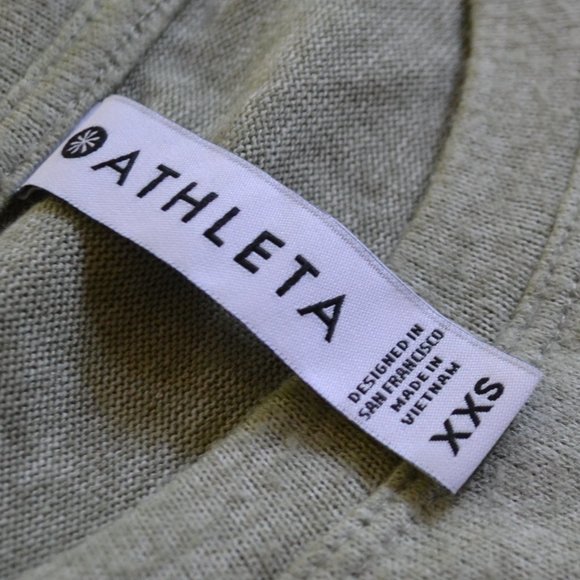 ATHLETA
DESIGNED IN
SAN FRANCISCO
MADE IN
VIETNAM
XXS